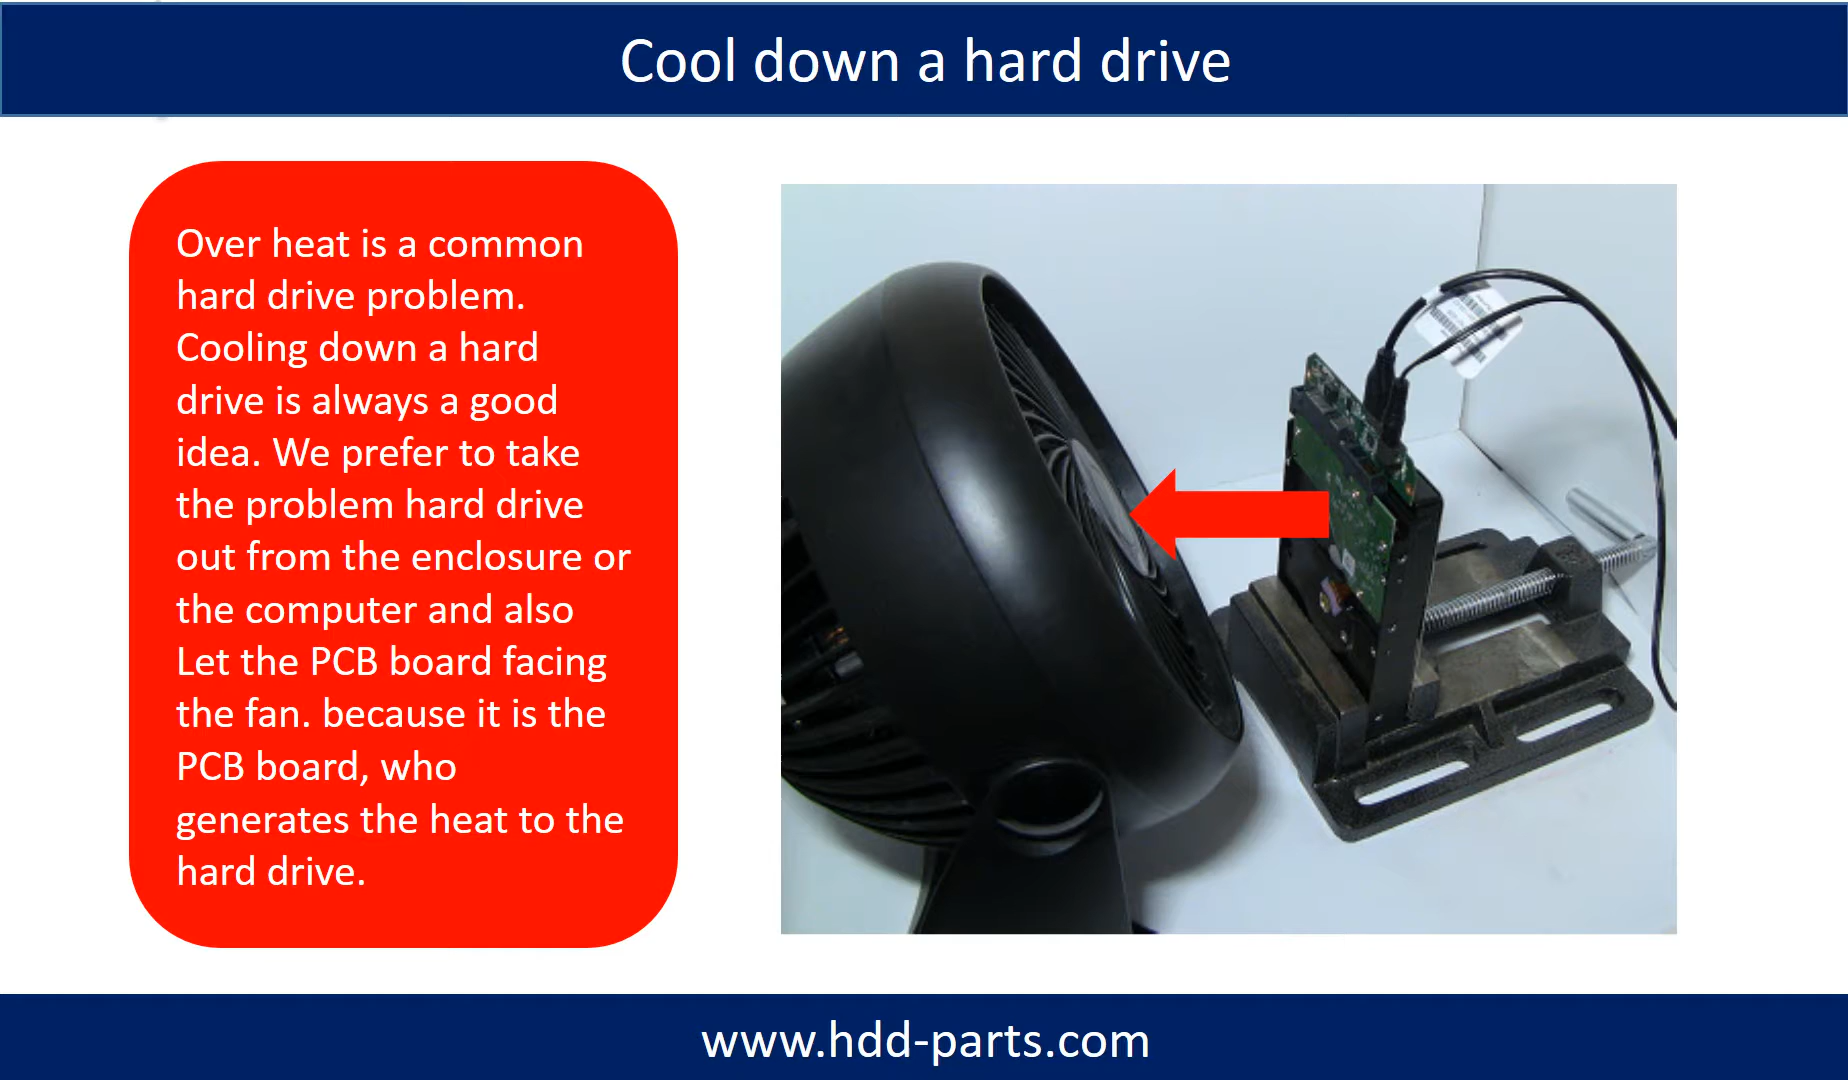 Cool down a hard drive
Over heat is a common
hard drive problem.
Cooling down a hard
drive is always a good
idea. We prefer to take
the problem hard drive
out from the enclosure or
the computer and also
Let the PCB board facing
the fan. because it is the
PCB board, who
generates the heat to the
hard drive.
www.hdd-parts.com